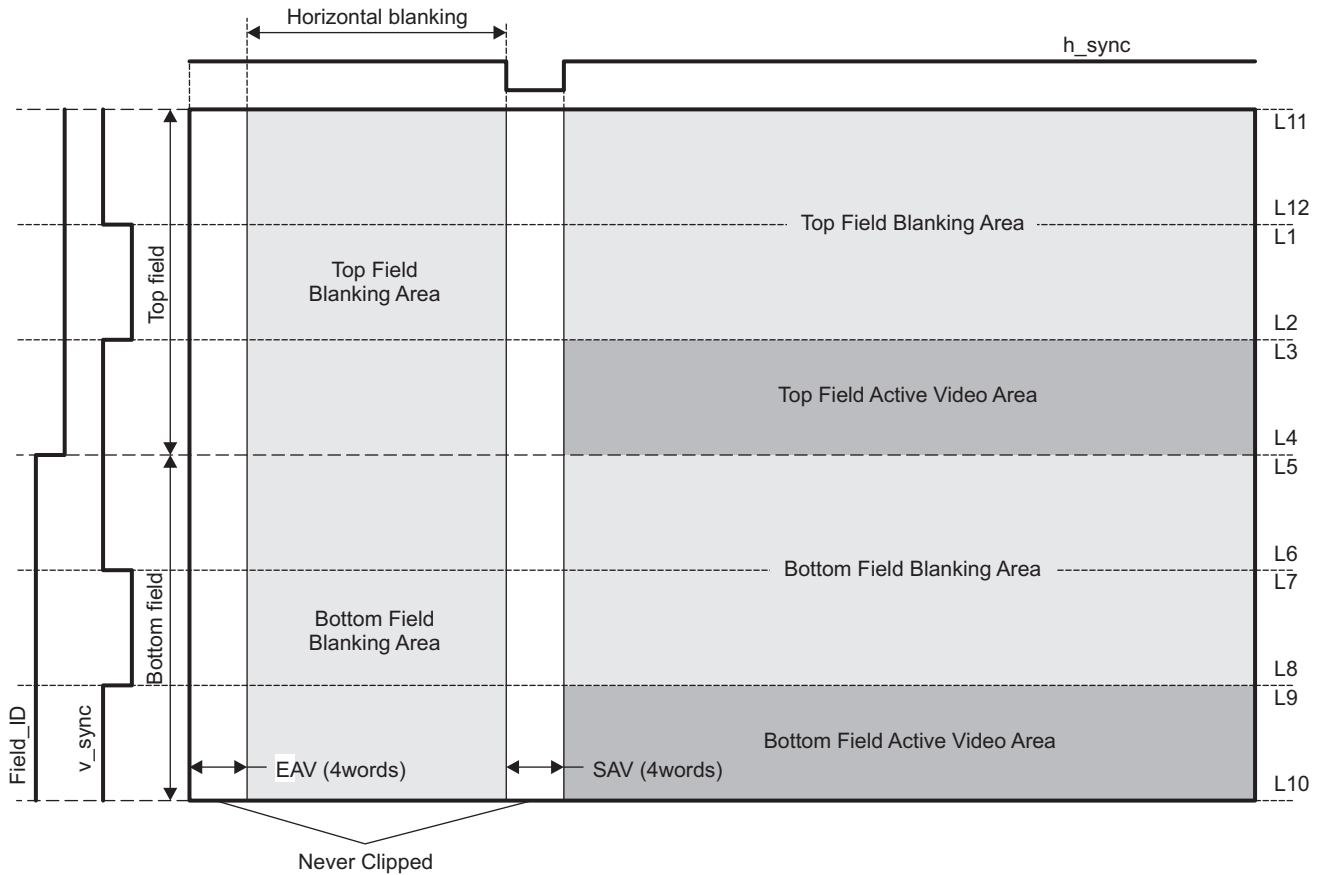 Horizontal blanking
h_sync
L11
L12
Top Field Blanking Area
L1
Top field
Top Field
Blanking Area
L2
L3
Top Field Active Video Area
L4
L5
L6
Bottom Field Blanking Area
L7
Bottom field
Bottom Field
Blanking Area
L8
L9
Field_ID
v_sync
Bottom Field Active Video Area
EAV (4words)
SAV (4words)
L10
Never Clipped